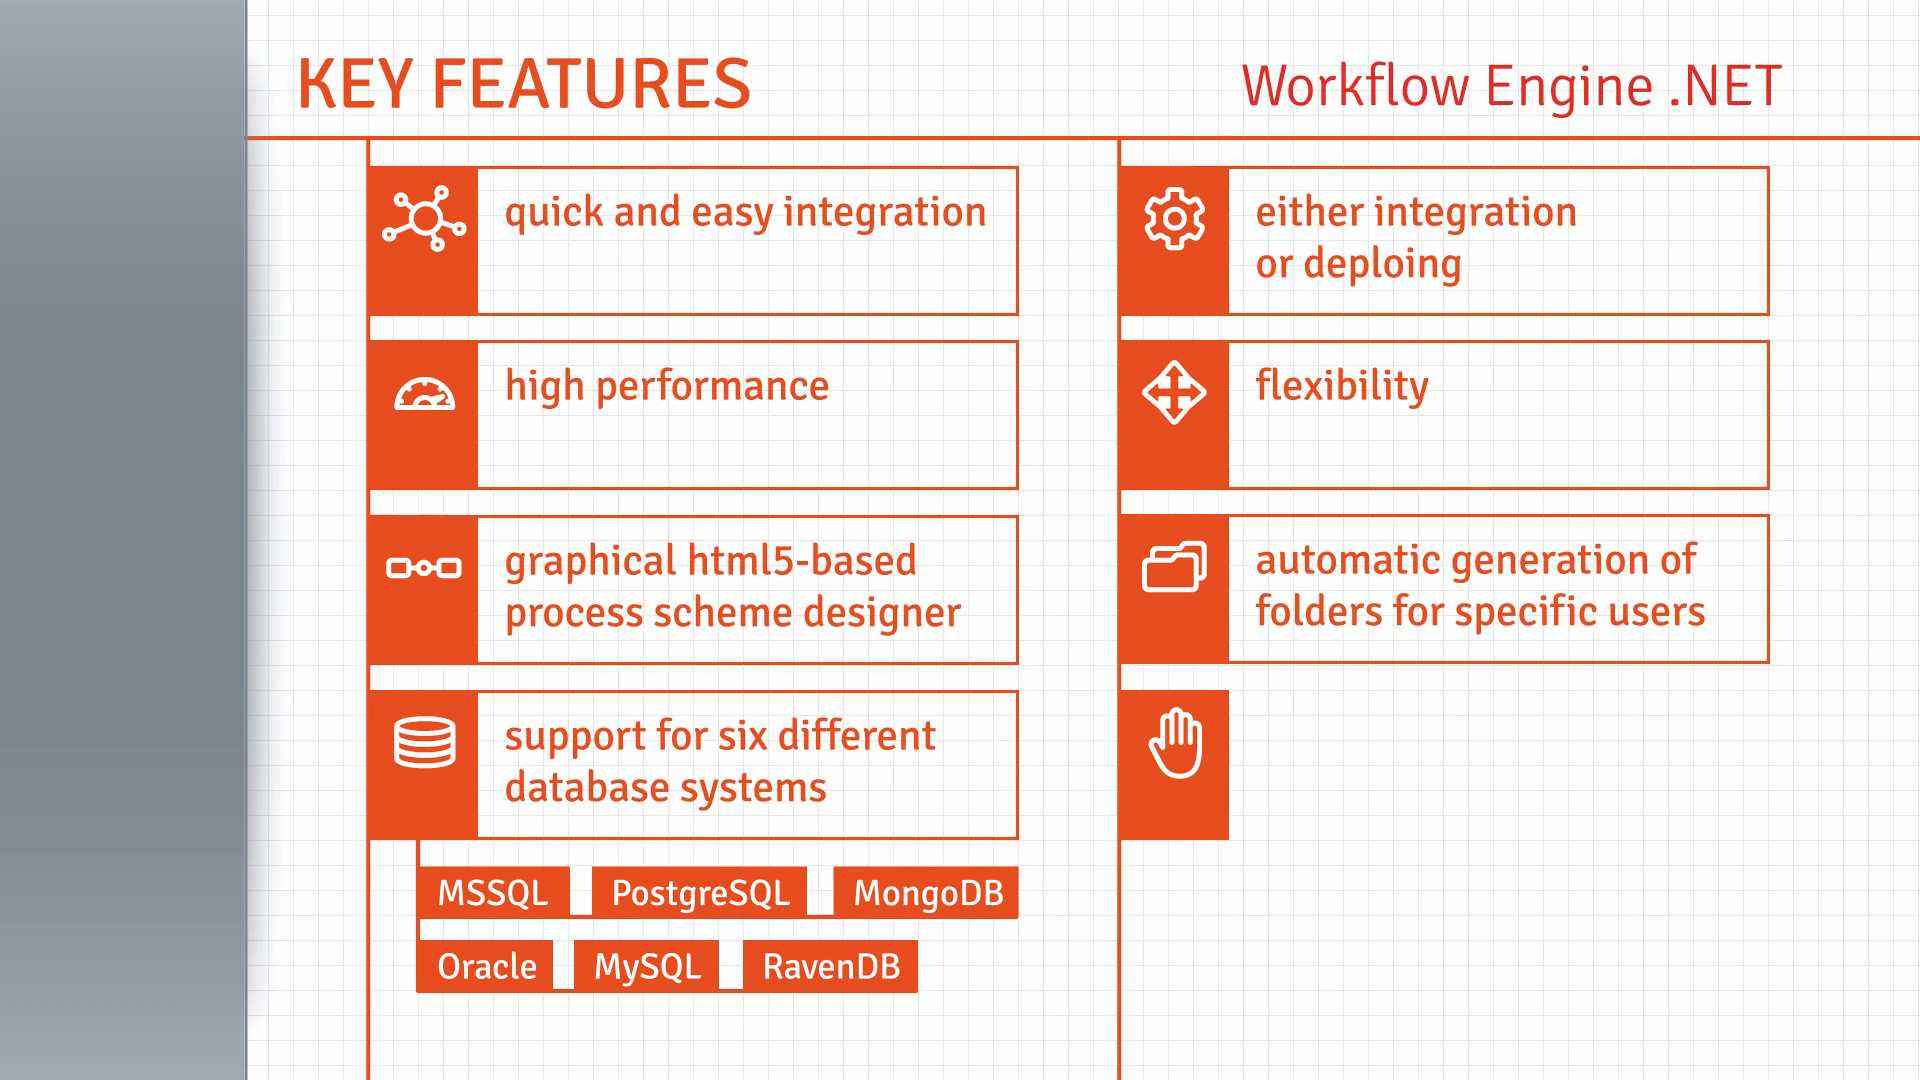 KEY FEATURES
Workflow Engine .NET
quick and easy integration
high performance
graphical html5-based
process scheme designer
support for six different
database systems
MSSQL PostgreSQL MongoDB
Oracle MySQL RavenDB
either integration
or deploing
flexibility
automatic generation of
folders for specific users